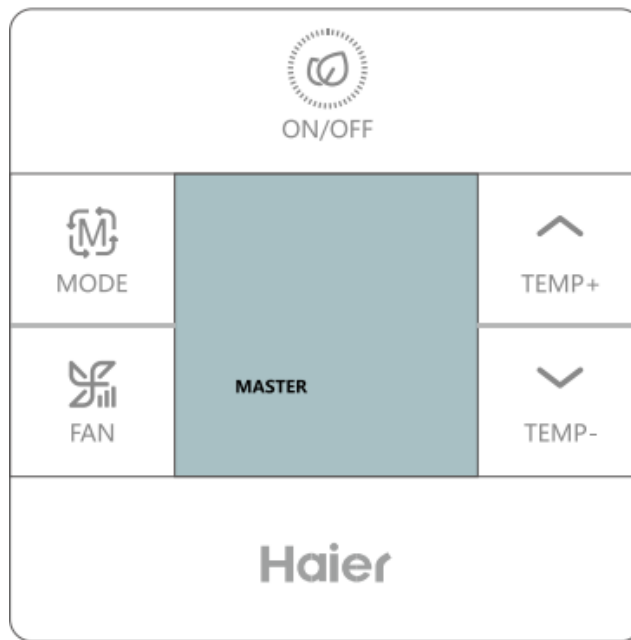 ON/OFF
MODE
TEMP+
MASTER
FAN
TEMP-
Haier